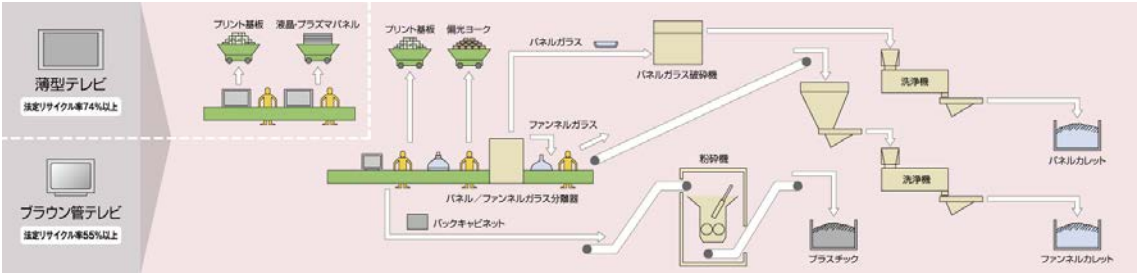 薄型テレビ
法定リサイクル率74%以上
プリント基板
液晶・プラズマパネル
ブラウン管テレビ
法定リサイクル率55%以上
プリント基板
偏光ヨーク
パネルガラス
パネルガラス破砕機
ファンネルガラス
パネル／ファンネルガラス分離器
バックキャビネット
粉砕機
プラスチック
洗浄機
パネルカレット
洗浄機
ファンネルカレット